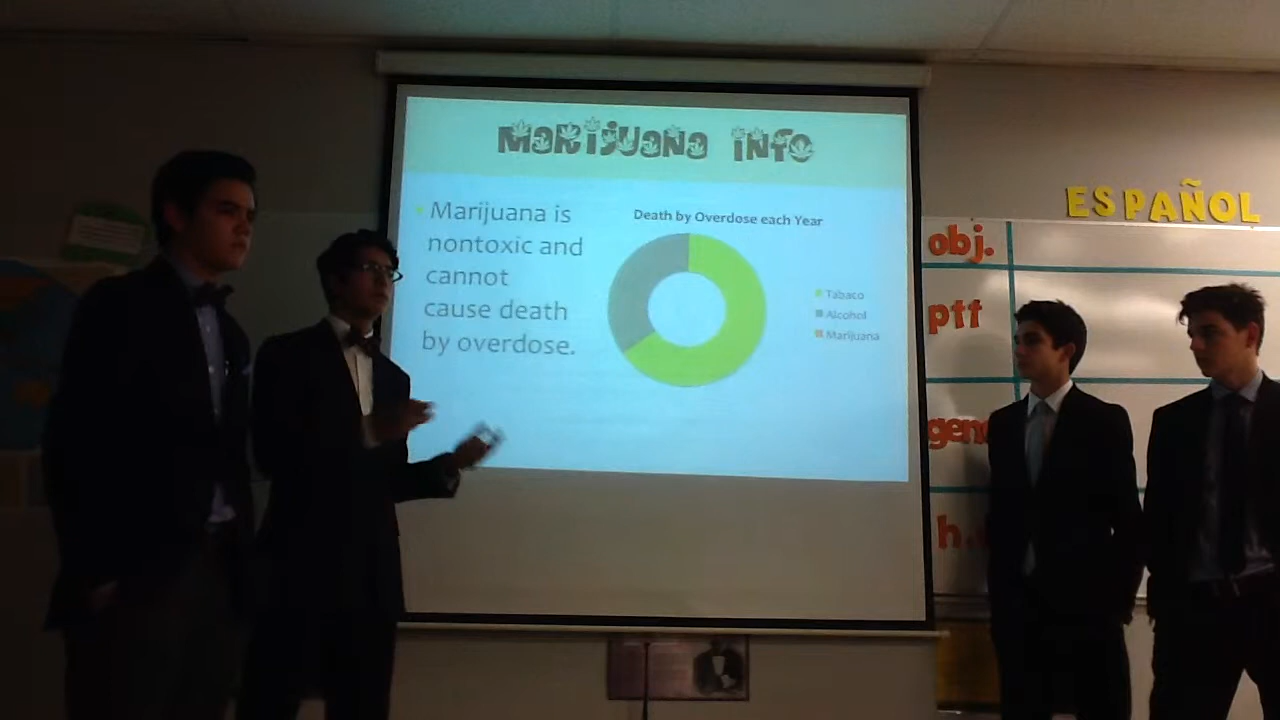 MaRijuana info
Marijuana is
nontoxic and
cannot
cause death
by overdose.
Death by Overdose each Year
Tabaco
Alcohol
Marijuana
ESPAÑOL
obj.
ptt
gen
h.